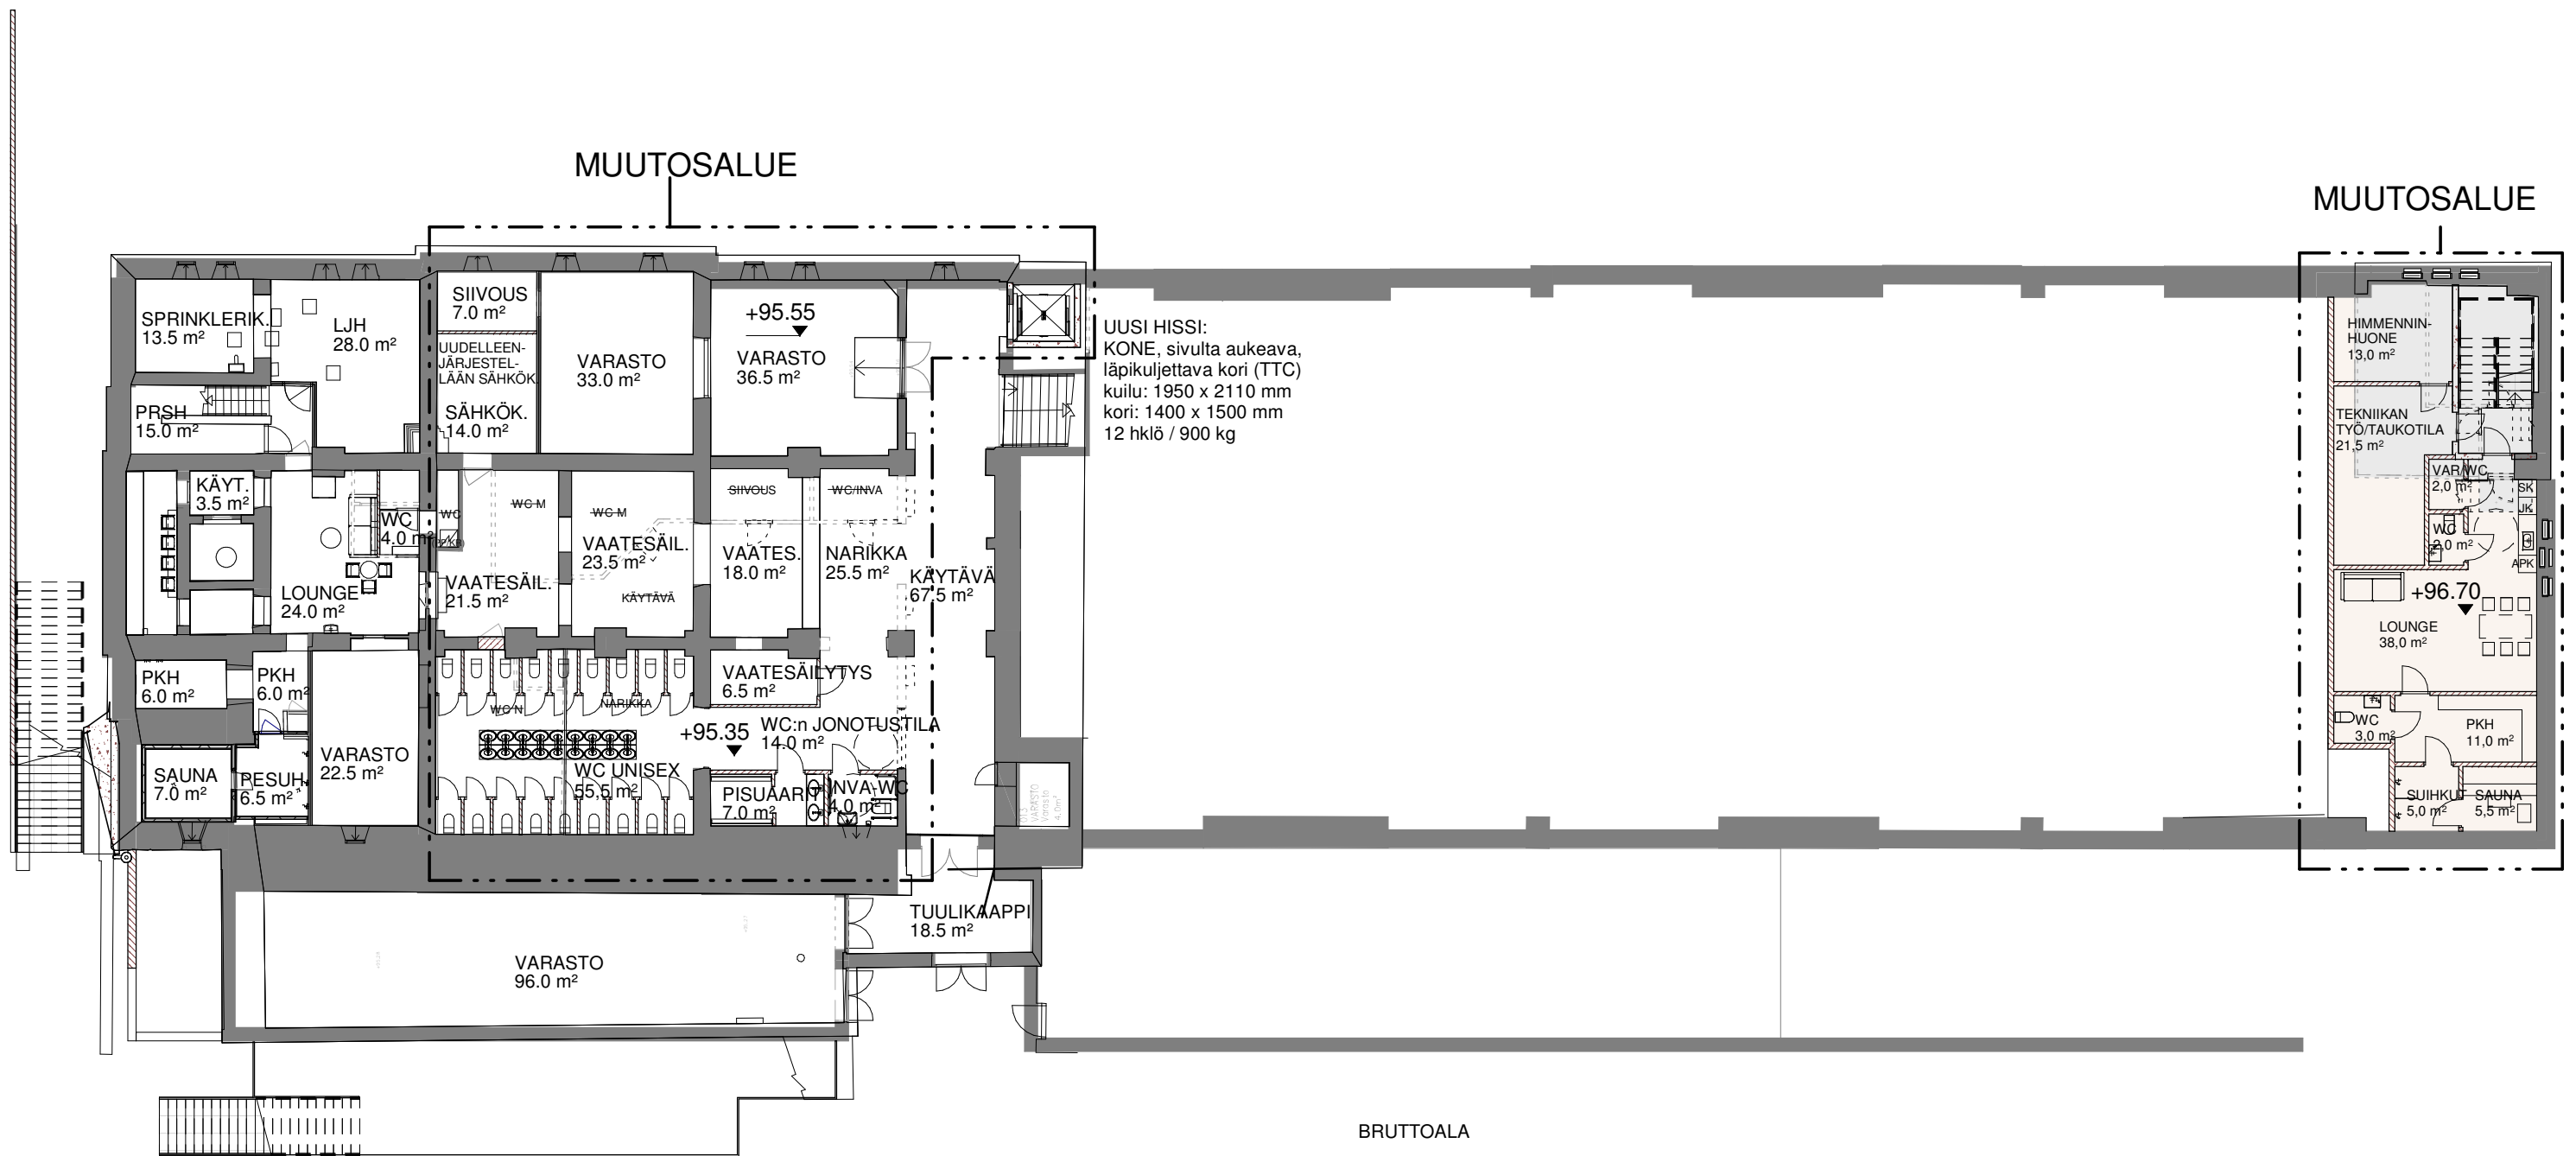 MUUTOSALUE
MUUTOSALUE
SPRINKLERIK.
13.5 m²
LJH
28.0 m²
SIIVOUS
7.0 m²
UUDELLEEN-
JÄRJESTEL-
LÄÄN SÄHKÖK.
SÄHKÖK.
14.0 m²
VARASTO
33.0 m²
+95.55
VARASTO
36.5 m²
UUSI HISSI:
KONE, sivulta aukeava,
läpikuljettava kori (TTC)
kuilu: 1950 x 2110 mm
kori: 1400 x 1500 mm
12 hklö / 900 kg
PRSH
15.0 m²
KÄYT.
3.5 m²
WC
4.0 m²
LOUNGE
24.0 m²
WC
WC M
WC M
VAATESÄIL.
21.5 m²
VAATESÄIL.
23.5 m²
KÄYTÄVÄ
SIIVOUS
VAATES.
18.0 m²
WC/INVA
NARIKKA
25.5 m²
KÄYTÄVÄ
67.5 m²
PKH
6.0 m²
PKH
6.0 m²
VARASTO
22.5 m²
SAUNA
7.0 m²
PESUH.
6.5 m²
WC N
NARIKKA
WC UNISEX
55,5 m²
VAATESÄILYTYS
6.5 m²
+95.35
WC:n JONOTUSTILA
14.0 m²
PISUAARIT
7.0 m²
INVA-WC
4.0 m²
VARASTO
Varasto
4,0m²
TUULIKAAPPI
18.5 m²
VARASTO
96.0 m²
HIMMENNIN-
HUONE
13,0 m²
TEKNIIKAN
TYÖ/TAUKOTILA
21,5 m²
VAR/WC
2,0 m²
SK
JK
WC
2,0 m²
APK
+96.70
LOUNGE
38,0 m²
WC
3,0 m²
PKH
11,0 m²
SUIHKUT
5,0 m²
SAUNA
5,5 m²
BRUTTOALA